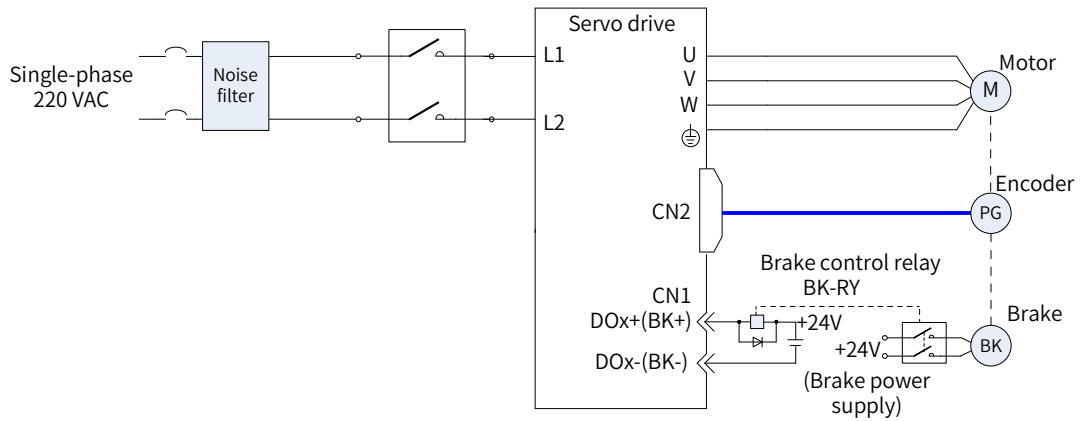 Servo drive
Single-phase
220 VAC
Noise
filter
L1
L2
U
V
W
M
Motor
CN2
Encoder
PG
Brake control relay
BK-RY
CN1
DOx+(BK+)
+24V
DOx-(BK-)
+24V
Brake
BK
(Brake power
supply)